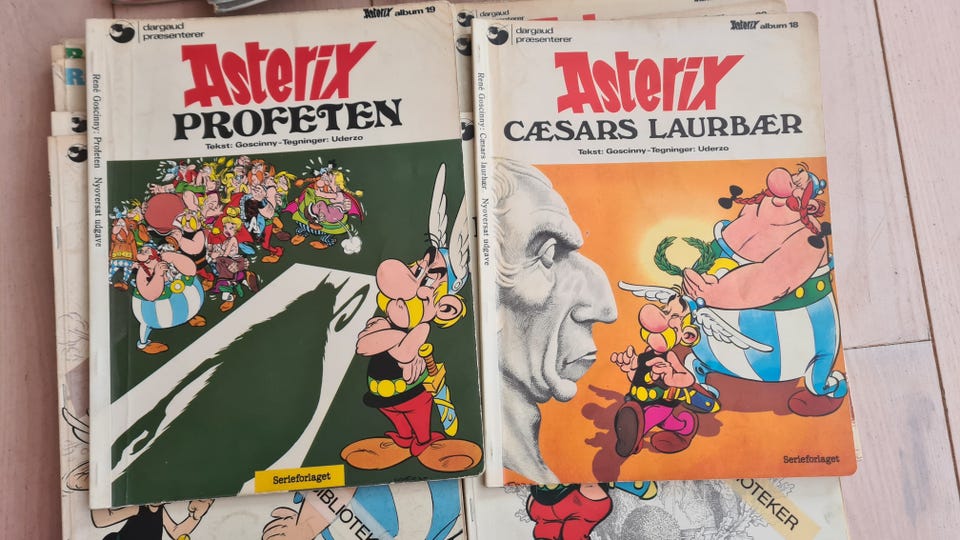 dargaud
præsenterer
Asterix album 19
Asterix
PROFETEN
Tekst: Goscinny - Tegninger: Uderzo
René Goscinny: Profeten Nyoversat udgave
Serieforlaget
dargaud
præsenterer
Asterix album 18
Asterix
CÆSARS LAURBÆR
Tekst: Goscinny - Tegninger: Uderzo
René Goscinny: Cæsars laurbær Nyoversat udgave
Serieforlaget